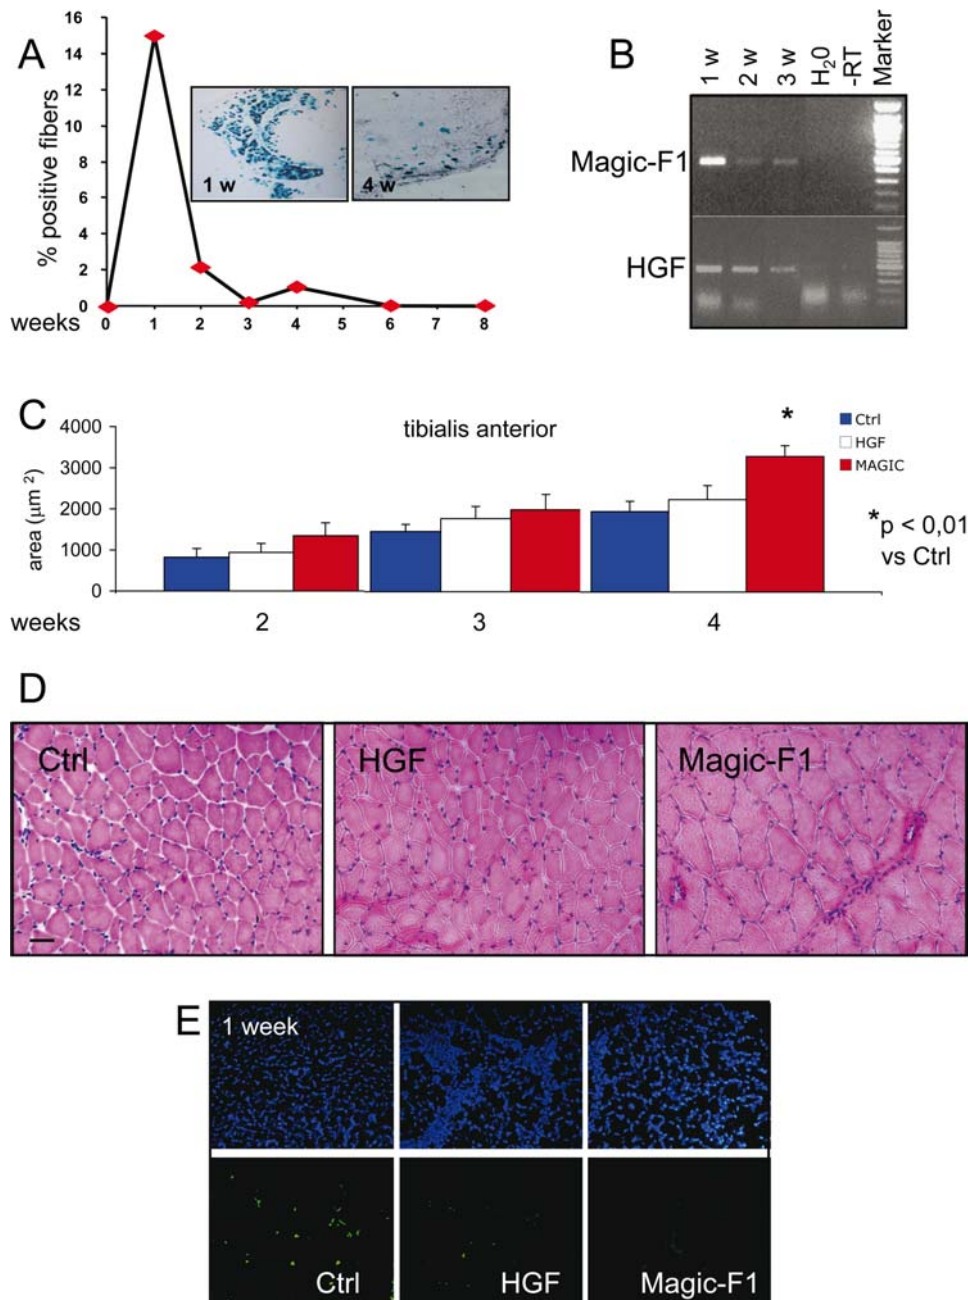 A
16
14
12
10
8
6
4
2
0
% positive fibers
1 w
4 w
weeks
0 1 2 3 4 5 6 7 8
B
1 w 2 w 3 w H₂0 -RT Marker
Magic-F1
HGF
C
tibialis anterior
4000
3000
2000
1000
0
area (μm ²)
*
Ctrl
HGF
MAGIC
*p < 0,01
vs Ctrl
weeks 2 3 4
D
Ctrl HGF Magic-F1
E
1 week
Ctrl HGF Magic-F1